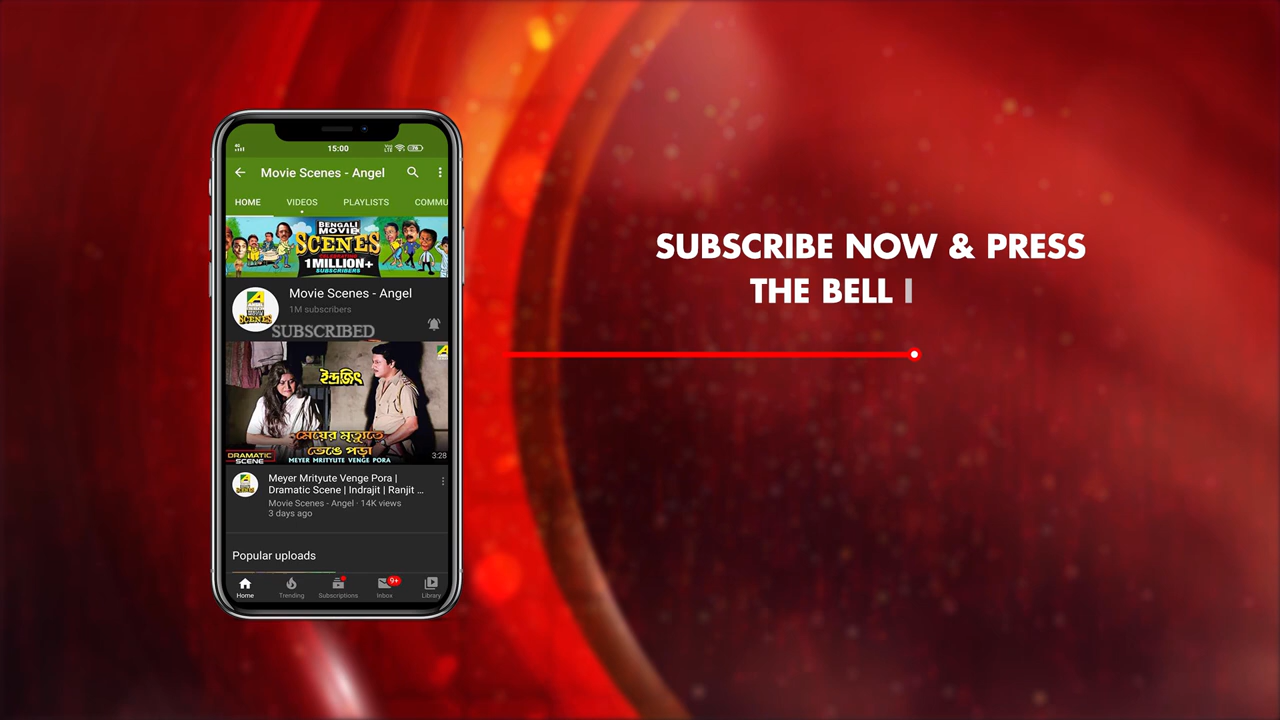 15:00
Movie Scenes - Angel
HOME VIDEOS PLAYLISTS COMMU
BENGALI
MOVIE
SCENES
CELEBRATING
1MILLION+
SUBSCRIBERS
Movie Scenes - Angel
1M subscribers
SUBSCRIBED
ইন্দ্রজিৎ
মেয়ের মৃত্যুতে
ভেঙে পড়া
MEYER MRITYUTE VENGE PORA
DRAMATIC
SCENE
3:28
Meyer Mrityute Venge Pora |
Dramatic Scene | Indrajit | Ranjit ...
Movie Scenes - Angel · 14K views
3 days ago
Popular uploads
9+
Home Trending Subscriptions Inbox Library
SUBSCRIBE NOW & PRESS
THE BELL I